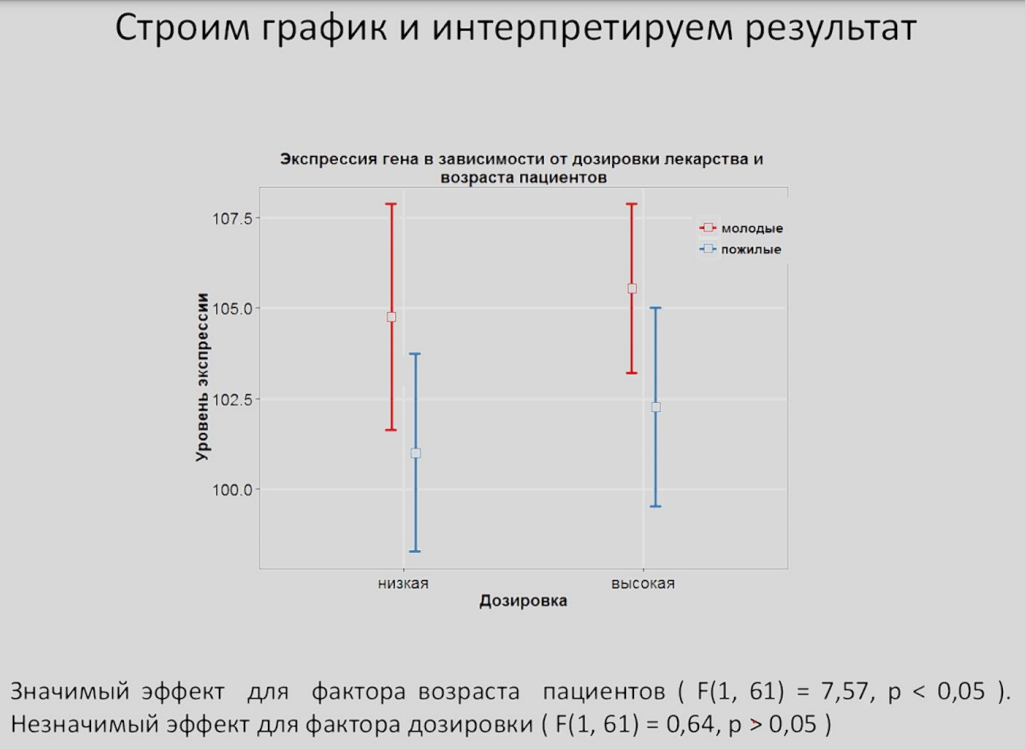 Строим график и интерпретируем результат
Экспрессия гена в зависимости от дозировки лекарства и
возраста пациентов
107.5
105.0
102.5
100.0
Уровень экспрессии
молодые
пожилые
низкая
высокая
Дозировка
Значимый эффект для фактора возраста пациентов ( F(1, 61) = 7,57, p < 0,05 ).
Незначимый эффект для фактора дозировки ( F(1, 61) = 0,64, p > 0,05 )